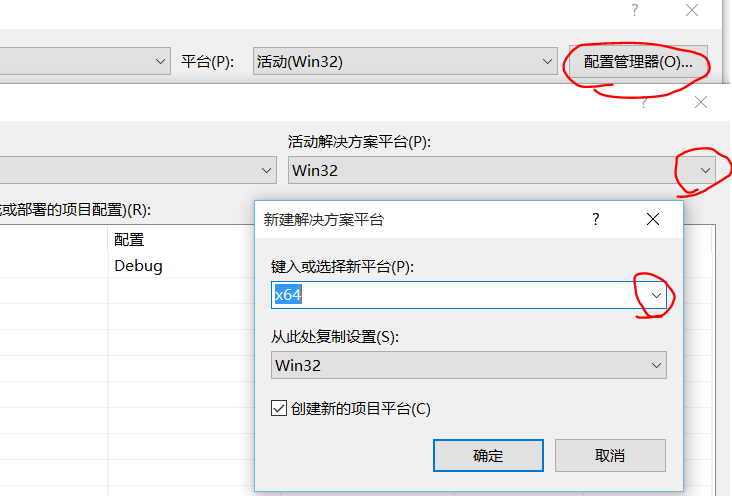 ?
平台(P):
活动(Win32)
配置管理器(O)...
?
活动解决方案平台(P):
Win32
或部署的项目配置)(R):
配置
Debug
新建解决方案平台
?
键入或选择新平台(P):
x64
从此处复制设置(S):
Win32
创建新的项目平台(C)
确定
取消